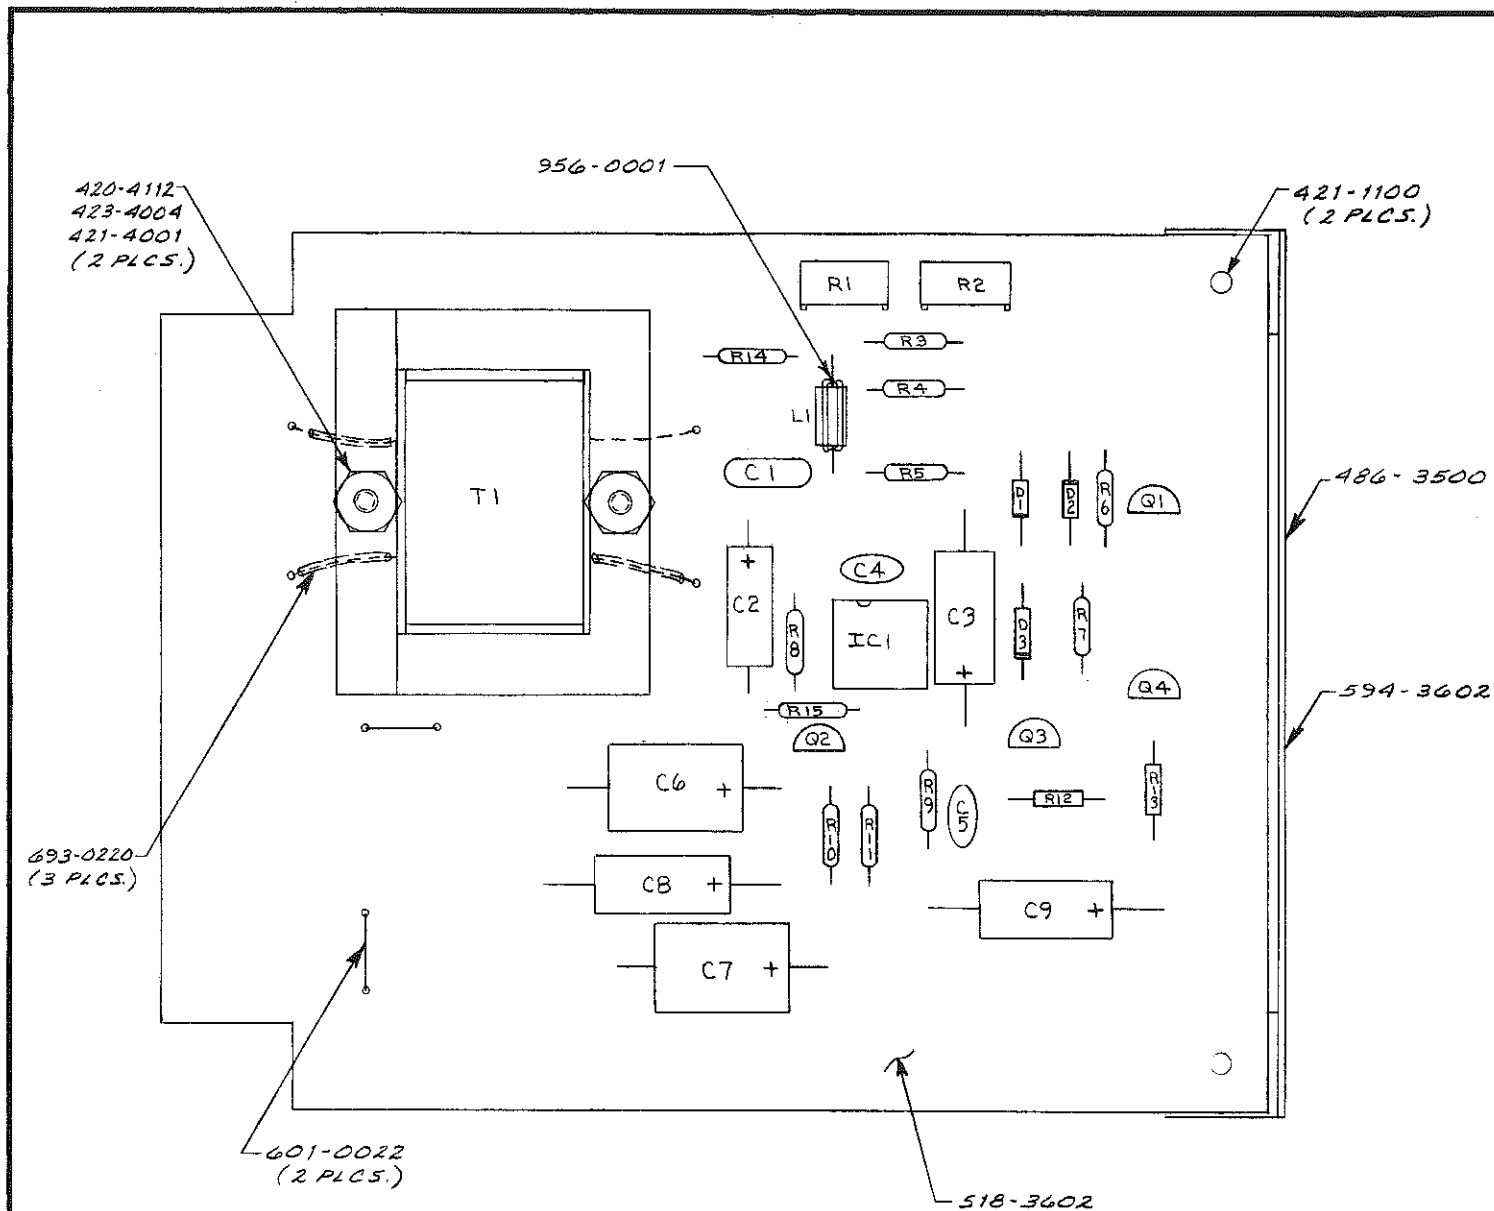 956-0001
420-4112
423-4004
421-4001
(2 PLCS.)
421-1100
(2 PLCS.)
R1
R2
R3
R14
R4
L1
C1
R5
T1
D1
D2
R6
Q1
486-3500
+
C4
C2
R8
IC1
C3
+
D3
R7
Q4
594-3602
R15
Q2
Q3
C6 +
R9
C5
R12
R13
R10
R11
693-0220
(3 PLCS.)
C8 +
C9 +
C7 +
601-0022
(2 PLCS.)
518-3602